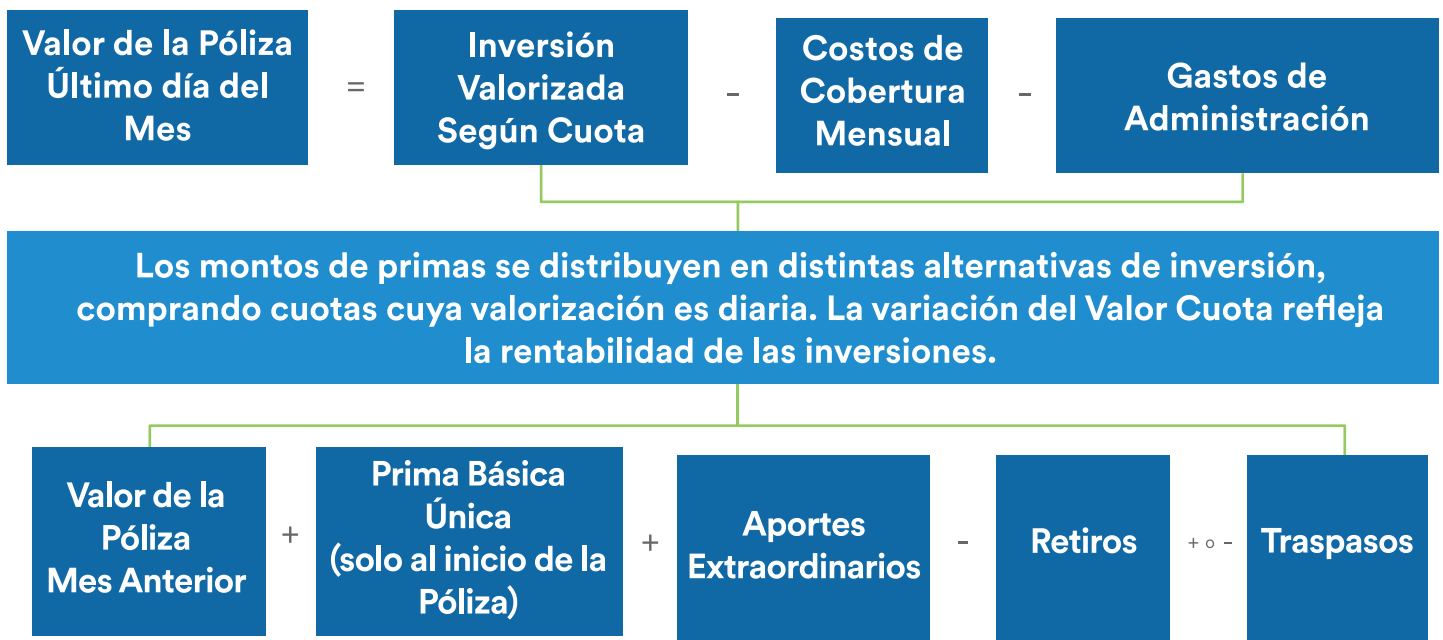 Valor de la Póliza
Último día del
Mes
=
Inversión
Valorizada
Según Cuota
-
Costos de
Cobertura
Mensual
-
Gastos de
Administración
Los montos de primas se distribuyen en distintas alternativas de inversión,
comprando cuotas cuya valorización es diaria. La variación del Valor Cuota refleja
la rentabilidad de las inversiones.
Valor de la
Póliza
Mes Anterior
+
Prima Básica
Única
(solo al inicio de la
Póliza)
+
Aportes
Extraordinarios
-
Retiros
+ o -
Traspasos